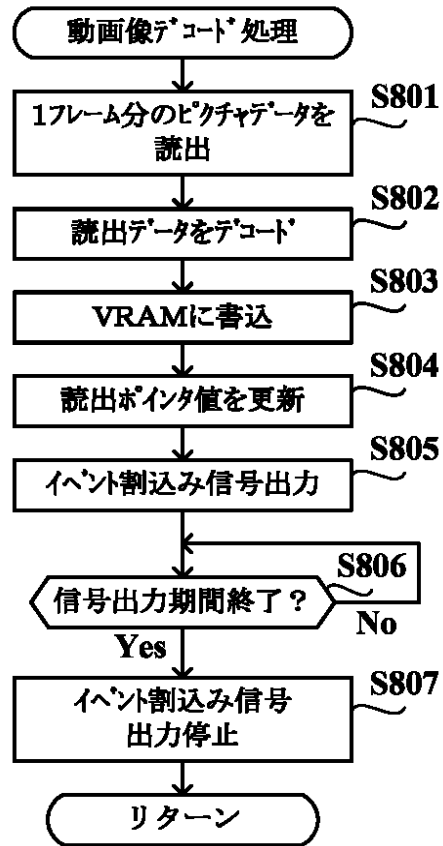 動画像デコード処理
S801
1フレーム分のピクチャデータを
読出
S802
読出データをデコード
S803
VRAMに書込
S804
読出ポインタ値を更新
S805
イベント割込み信号出力
S806
信号出力期間終了?
No
Yes
S807
イベント割込み信号
出力停止
リターン